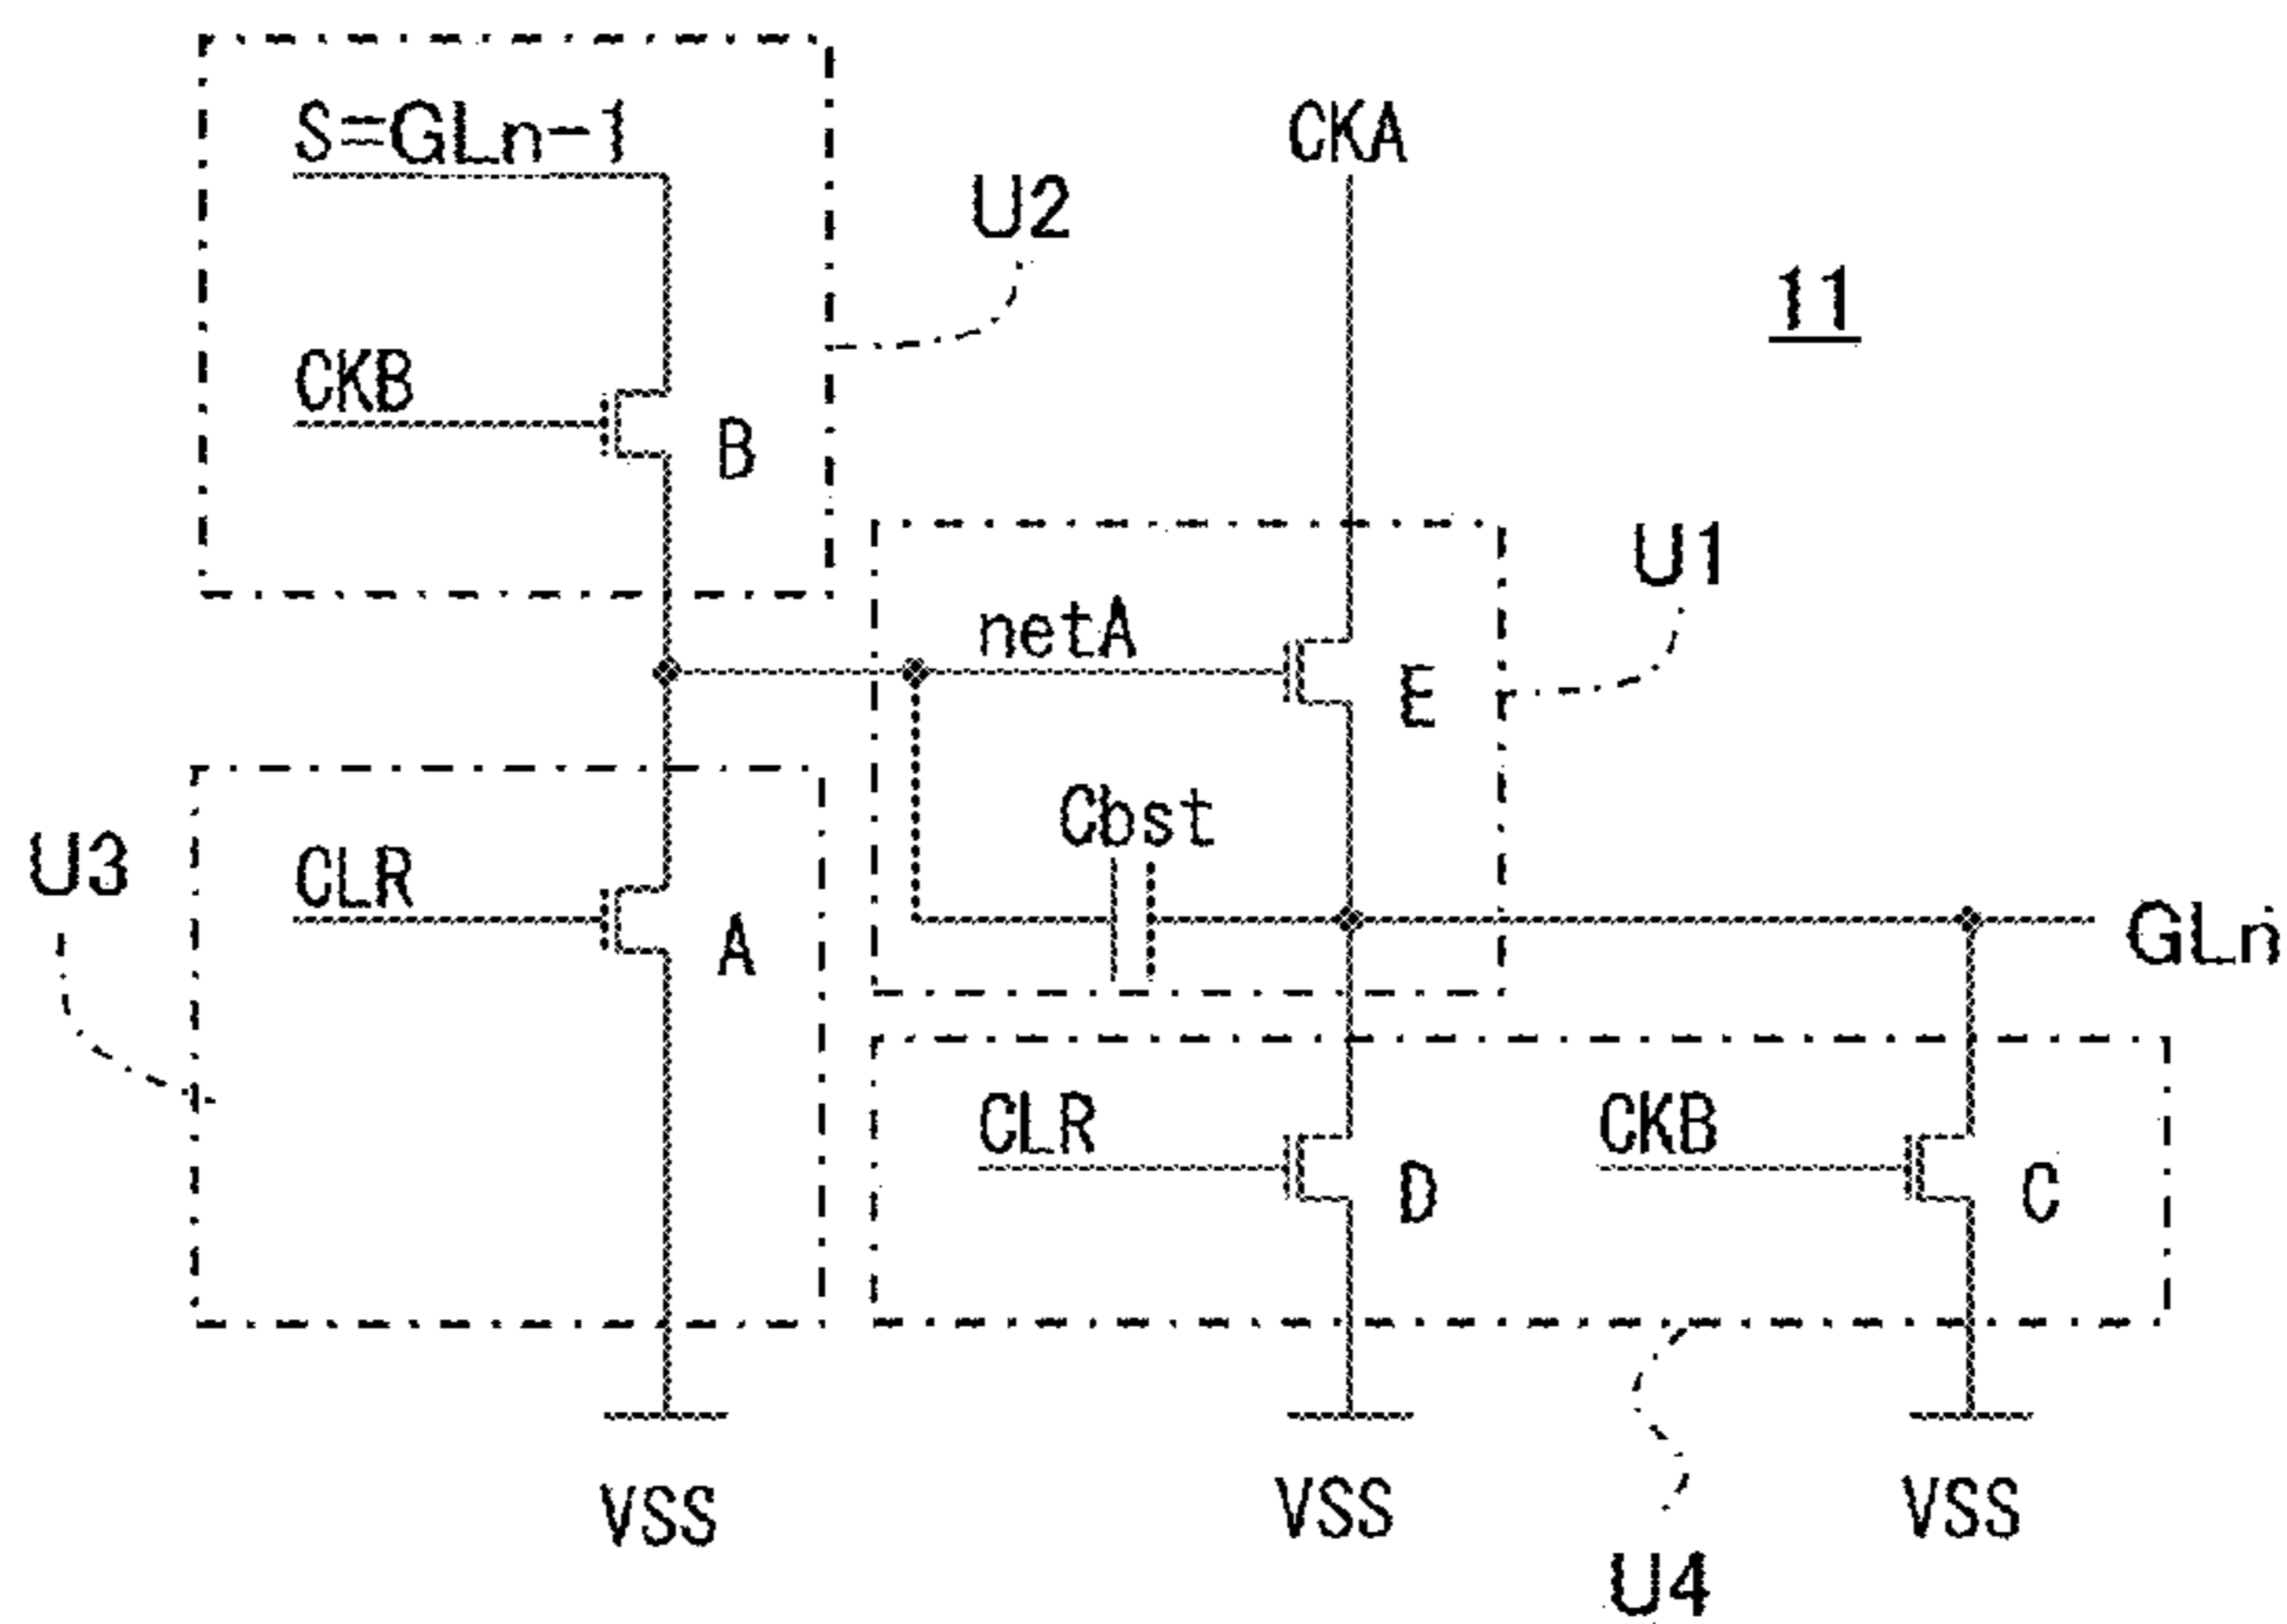 S=GLn-1
CKA
U2
11
CKB
B
U1
netA
E
Cbst
U3
CLR
A
GLn
CLR
D
CKB
C
VSS
VSS
VSS
U4